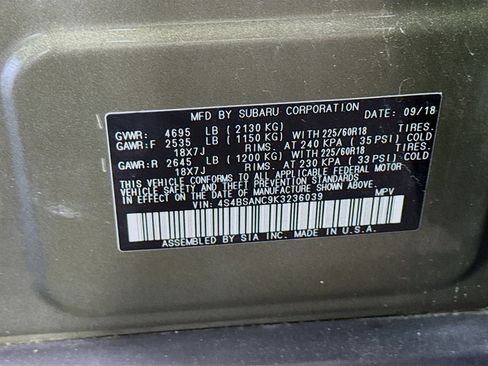 MFD BY SUBARU CORPORATION DATE: 09/18
GVWR: 4695 LB (2130 KG)
GAWR:F 2535 LB (1150 KG) WITH 225/60R18 TIRES.
18X7J RIMS. AT 240 KPA (35 PSI) COLD
GAWR:R 2645 LB (1200 KG) WITH 225/60R18 TIRES.
18X7J RIMS. AT 230 KPA (33 PSI) COLD
THIS VEHICLE CONFORMS TO ALL APPLICABLE FEDERAL MOTOR
VEHICLE SAFETY STANDARDS IN EFFECT ON THE DATE OF MANUFACTURE SHOWN ABOVE.
VIN: 4S4BSANC9K3236039 MPV
ASSEMBLED BY SIA INC. MADE IN U.S.A.